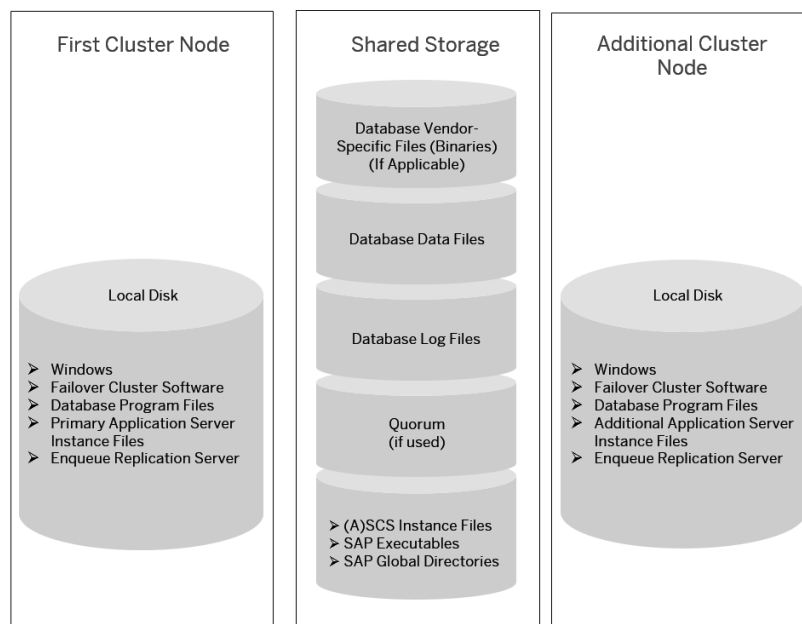 First Cluster Node
Local Disk
➢ Windows
➢ Failover Cluster Software
➢ Database Program Files
➢ Primary Application Server
Instance Files
➢ Enqueue Replication Server
Shared Storage
Database Vendor-
Specific Files (Binaries)
(If Applicable)
Database Data Files
Database Log Files
Quorum
(if used)
➢ (A)SCS Instance Files
➢ SAP Executables
➢ SAP Global Directories
Additional Cluster
Node
Local Disk
➢ Windows
➢ Failover Cluster Software
➢ Database Program Files
➢ Additional Application Server
Instance Files
➢ Enqueue Replication Server